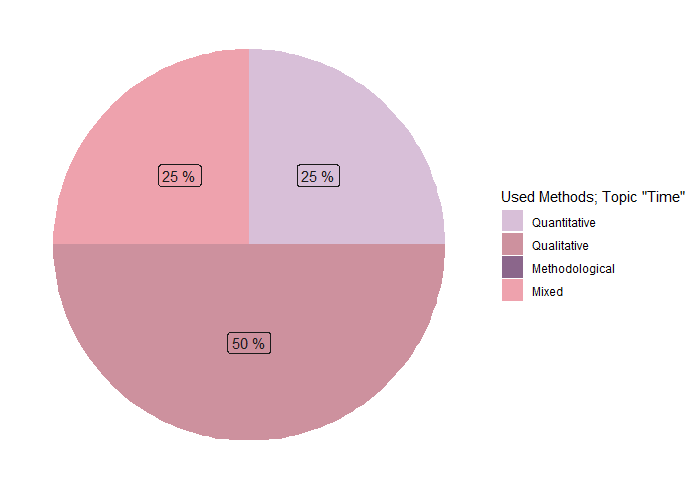 25 %
25 %
50 %
Used Methods; Topic "Time"
Quantitative
Qualitative
Methodological
Mixed